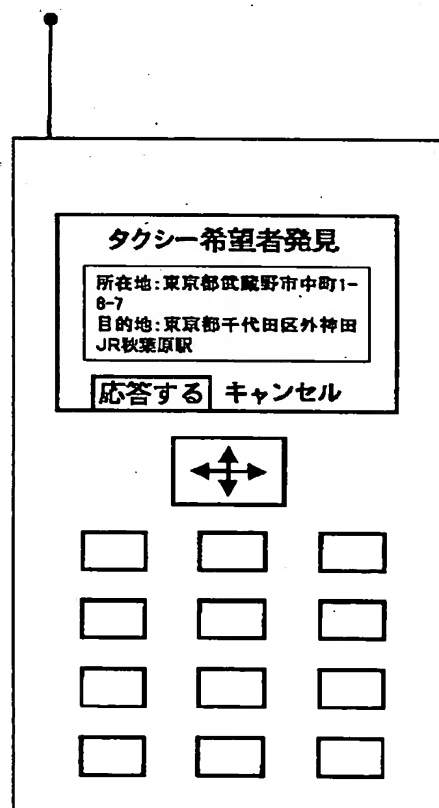 タクシー希望者発見
所在地:東京都武蔵野市中町1-
8-7
目的地:東京都千代田区外神田
JR秋葉原駅
応答する キャンセル